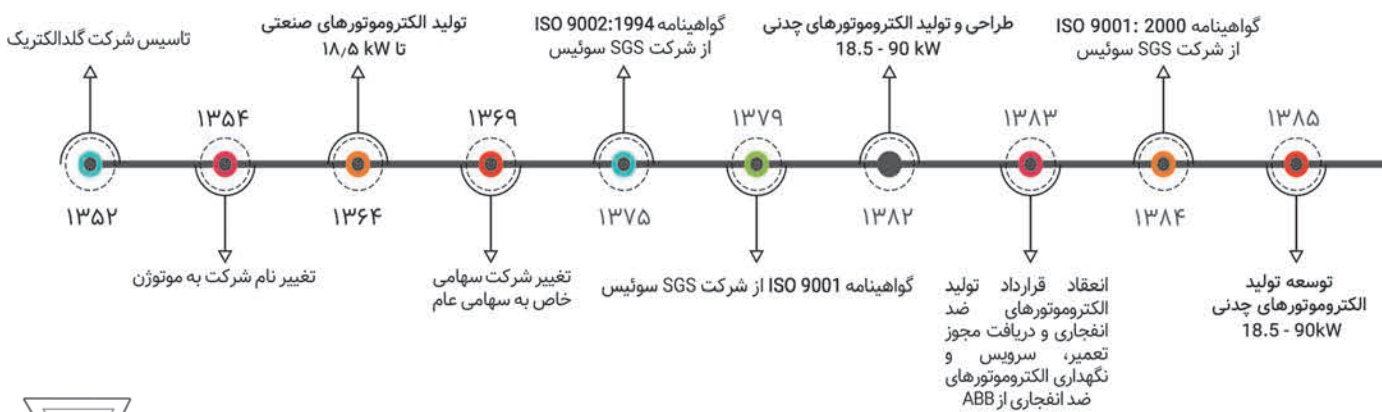 تاسیس شرکت گلدالکتریک
۱۳۵۲
۱۳۵۴
تغییر نام شرکت به موتوژن
تولید الکتروموتورهای صنعتی
تا ۱۸٫۵ kW
۱۳۶۴
۱۳۶۹
تغییر شرکت سهامی
خاص به سهامی عام
گواهینامه ISO 9002:1994
از شرکت SGS سوئیس
۱۳۷۵
۱۳۷۹
گواهینامه ISO 9001 از شرکت SGS سوئیس
طراحی و تولید الکتروموتورهای چدنی
18.5 - 90 kW
۱۳۸۲
۱۳۸۳
انعقاد قرارداد تولید
الکتروموتورهای ضد
انفجاری و دریافت مجوز
تعمیر، سرویس و
نگهداری الکتروموتورهای
ضد انفجاری از ABB
گواهینامه ISO 9001: 2000
از شرکت SGS سوئیس
۱۳۸۴
۱۳۸۵
توسعه تولید
الکتروموتورهای چدنی
18.5 - 90kW